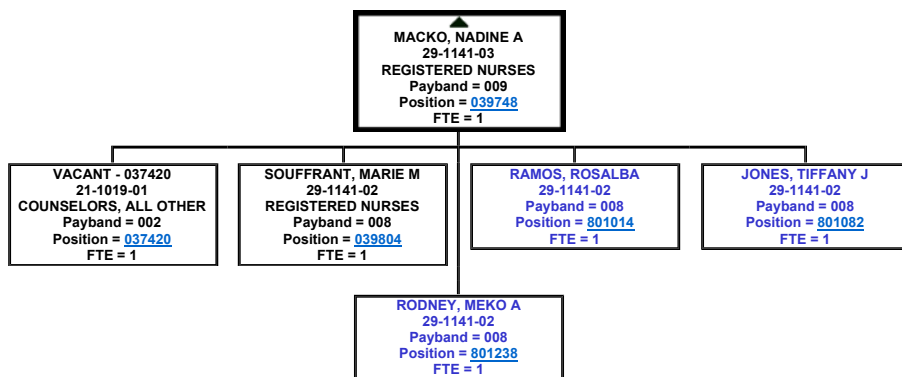 MACKO, NADINE A
29-1141-03
REGISTERED NURSES
Payband = 009
Position = 039748
FTE = 1
VACANT - 037420
21-1019-01
COUNSELORS, ALL OTHER
Payband = 002
Position = 037420
FTE = 1
SOUFFRANT, MARIE M
29-1141-02
REGISTERED NURSES
Payband = 008
Position = 039804
FTE = 1
RAMOS, ROSALBA
29-1141-02
Payband = 008
Position = 801014
FTE = 1
JONES, TIFFANY J
29-1141-02
Payband = 008
Position = 801082
FTE = 1
RODNEY, MEKO A
29-1141-02
Payband = 008
Position = 801238
FTE = 1